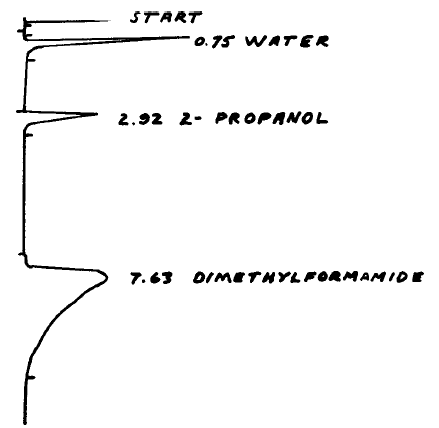 START
0.75 WATER
2.92 2- PROPANOL
7.63 DIMETHYLFORMAMIDE